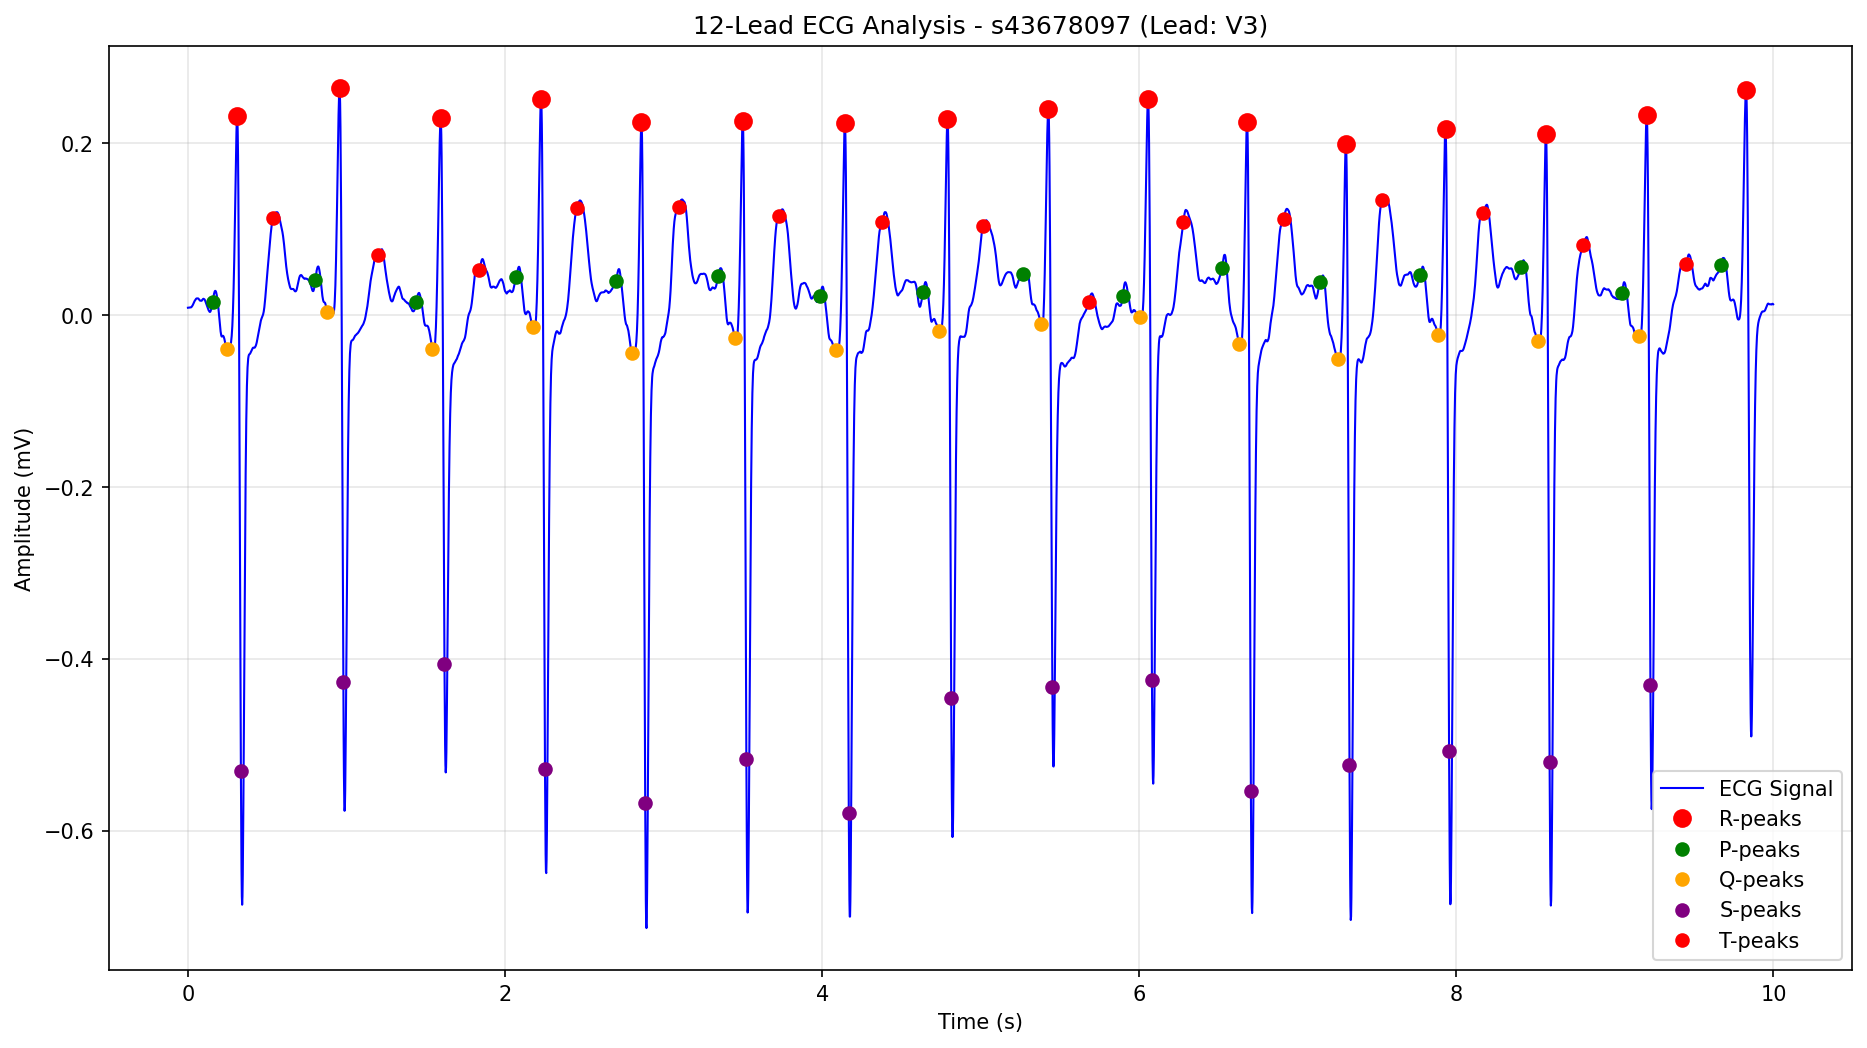 12-Lead ECG Analysis - s43678097 (Lead: V3)
Amplitude (mV)
0.2
0.0
−0.2
−0.4
−0.6
0
2
4
6
8
10
Time (s)
ECG Signal
R-peaks
P-peaks
Q-peaks
S-peaks
T-peaks